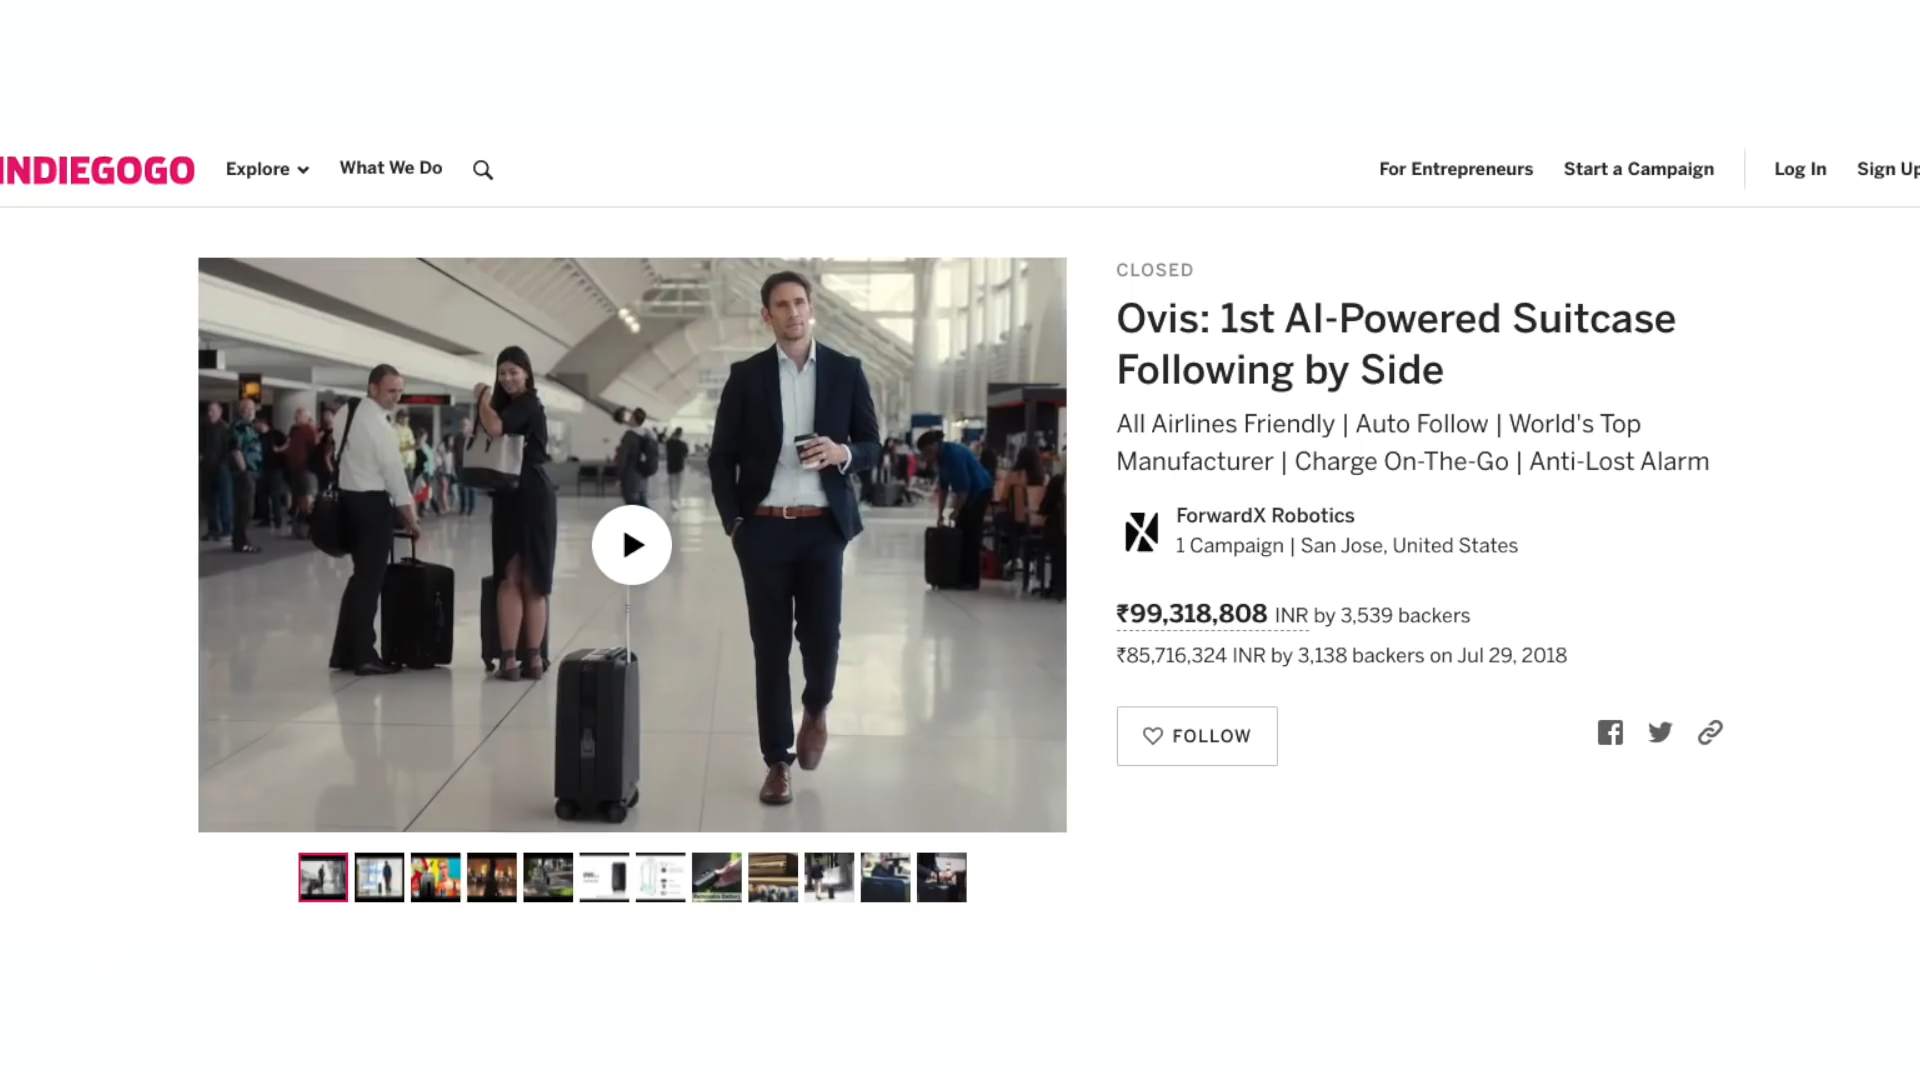 INDIEGOGO Explore What We Do For Entrepreneurs Start a Campaign Log In Sign Up
CLOSED
Ovis: 1st AI-Powered Suitcase
Following by Side
All Airlines Friendly | Auto Follow | World's Top
Manufacturer | Charge On-The-Go | Anti-Lost Alarm
ForwardX Robotics
1 Campaign | San Jose, United States
₹99,318,808 INR by 3,539 backers
₹85,716,324 INR by 3,138 backers on Jul 29, 2018
FOLLOW